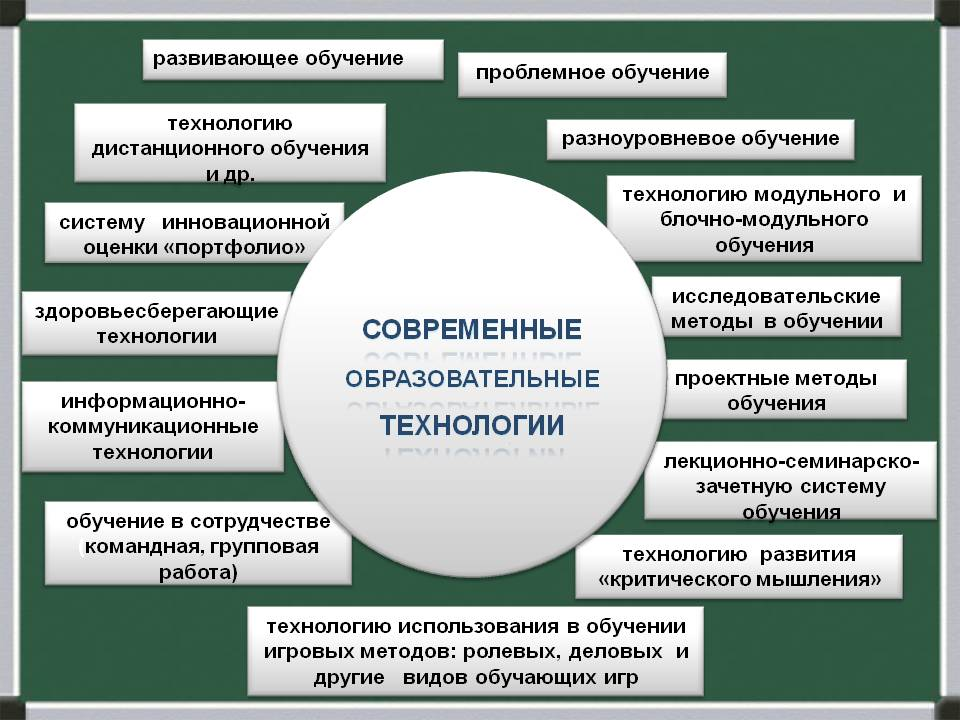 развивающее обучение
проблемное обучение
технологию
дистанционного обучения
и др.
разноуровневое обучение
технологию модульного и
блочно-модульного
обучения
систему инновационной
оценки «портфолио»
исследовательские
методы в обучении
здоровьесберегающие
технологии
СОВРЕМЕННЫЕ
ОБРАЗОВАТЕЛЬНЫЕ
ТЕХНОЛОГИИ
проектные методы
обучения
информационно-
коммуникационные
технологии
лекционно-семинарско-
зачетную систему
обучения
обучение в сотрудчестве
(командная, групповая
работа)
технологию развития
«критического мышления»
технологию использования в обучении
игровых методов: ролевых, деловых и
другие видов обучающих игр